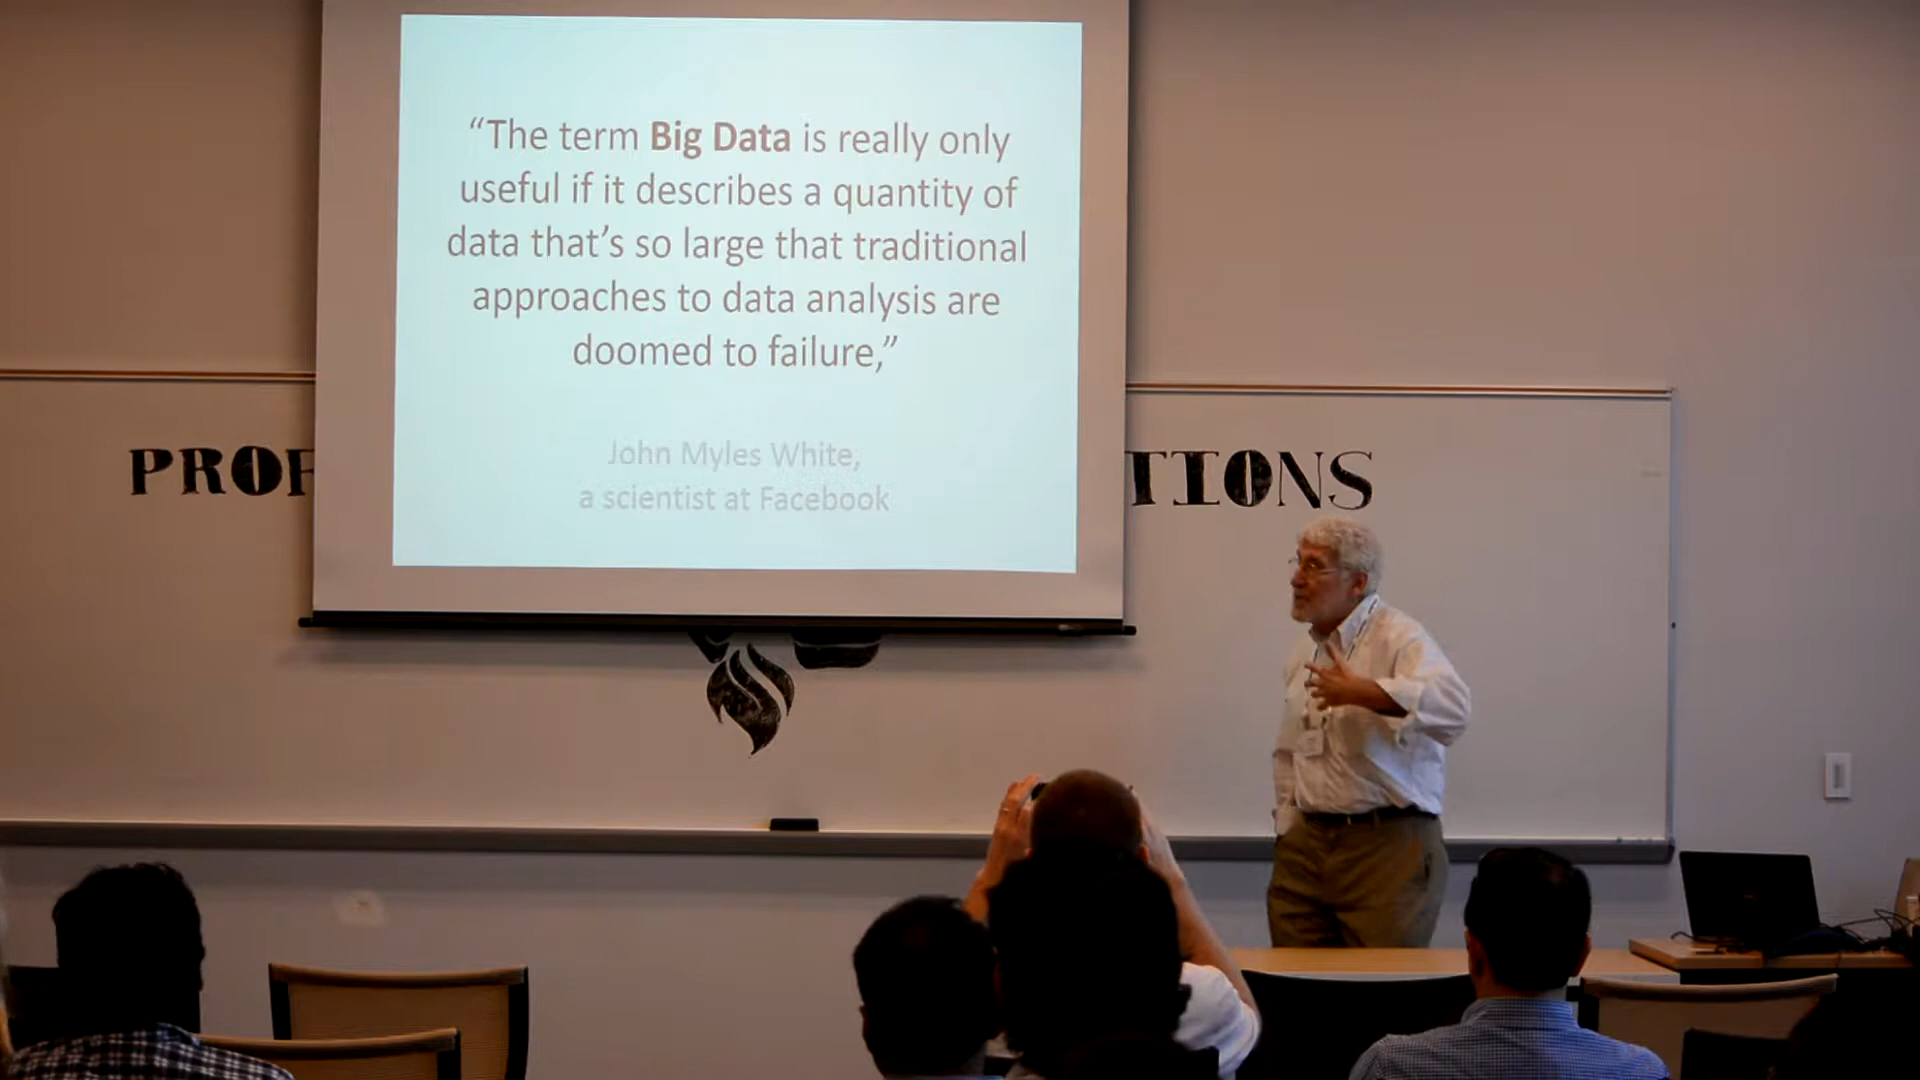 “The term Big Data is really only
useful if it describes a quantity of
data that’s so large that traditional
approaches to data analysis are
doomed to failure,”
John Myles White,
a scientist at Facebook
PROF
TIONS